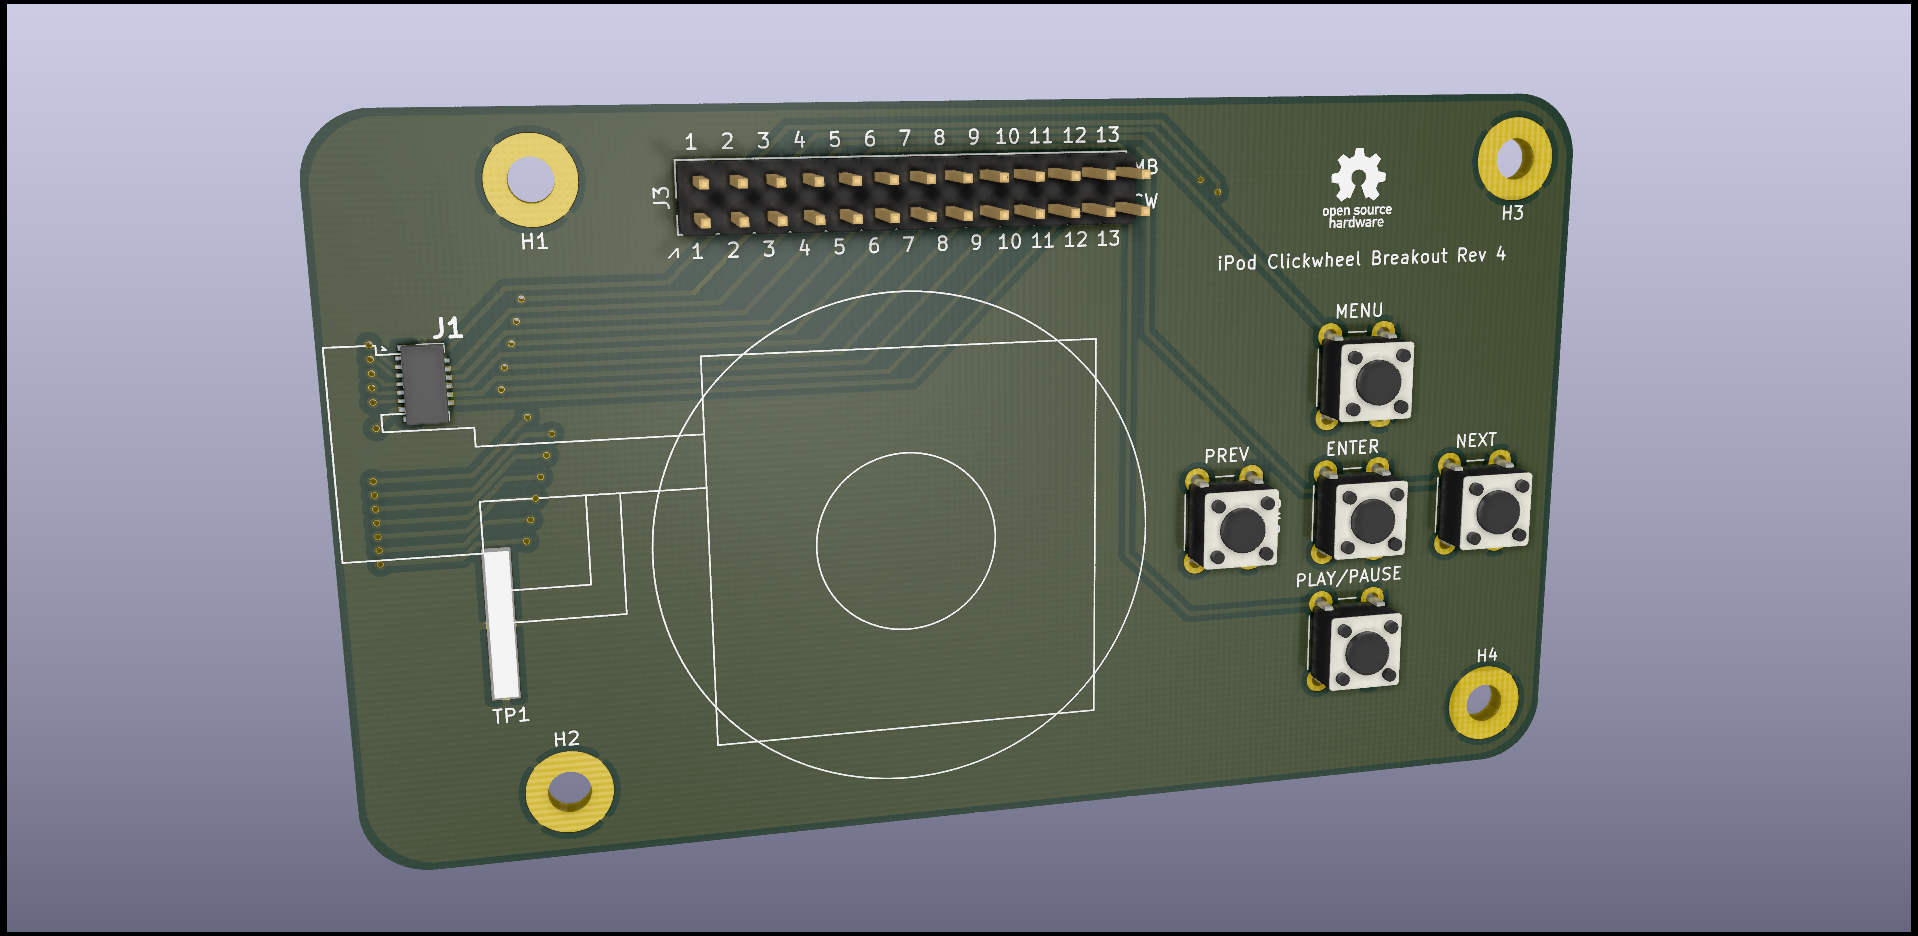 1 2 3 4 5 6 7 8 9 10 11 12 13
MB
J3
CW
1 2 3 4 5 6 7 8 9 10 11 12 13
H1
H3
open source
hardware
iPod Clickwheel Breakout Rev 4
J1
MENU
PREV
ENTER
NEXT
PLAY/PAUSE
TP1
H2
H4